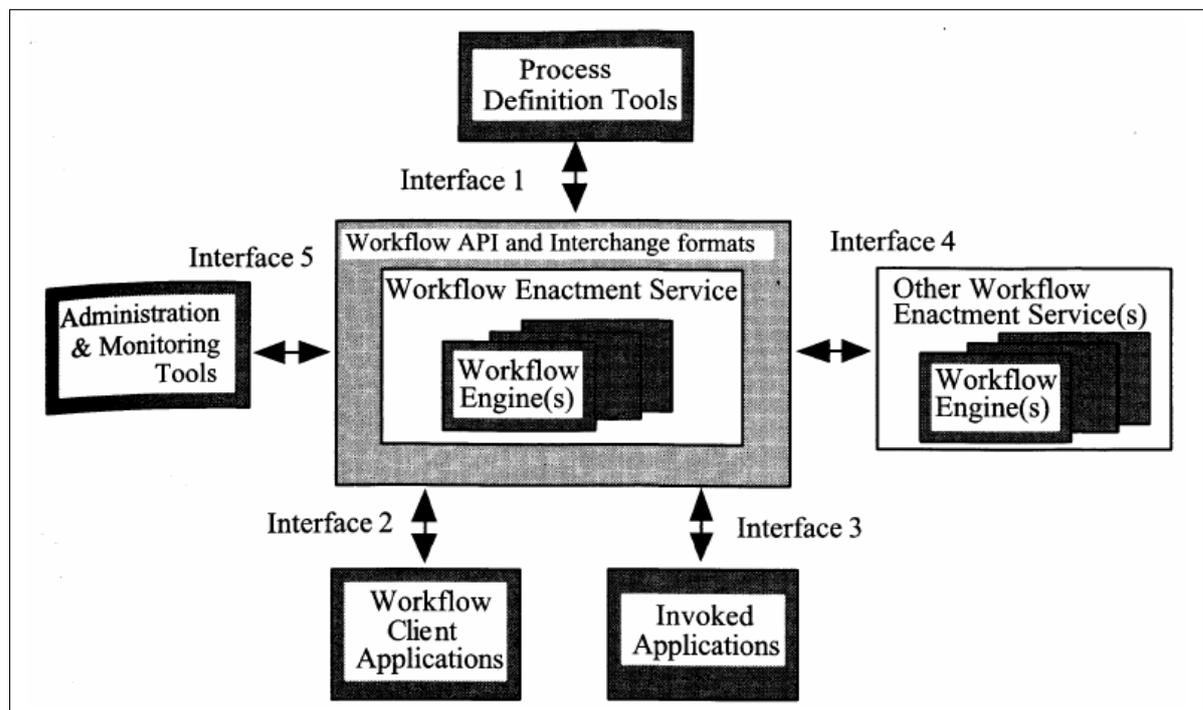 Process
Definition Tools
Interface 1
Workflow API and Interchange formats
Interface 4
Interface 5
Workflow Enactment Service
Other Workflow
Enactment Service(s)
Administration
& Monitoring
Tools
Workflow
Engine(s)
Workflow
Engine(s)
Interface 2
Interface 3
Workflow
Client
Applications
Invoked
Applications